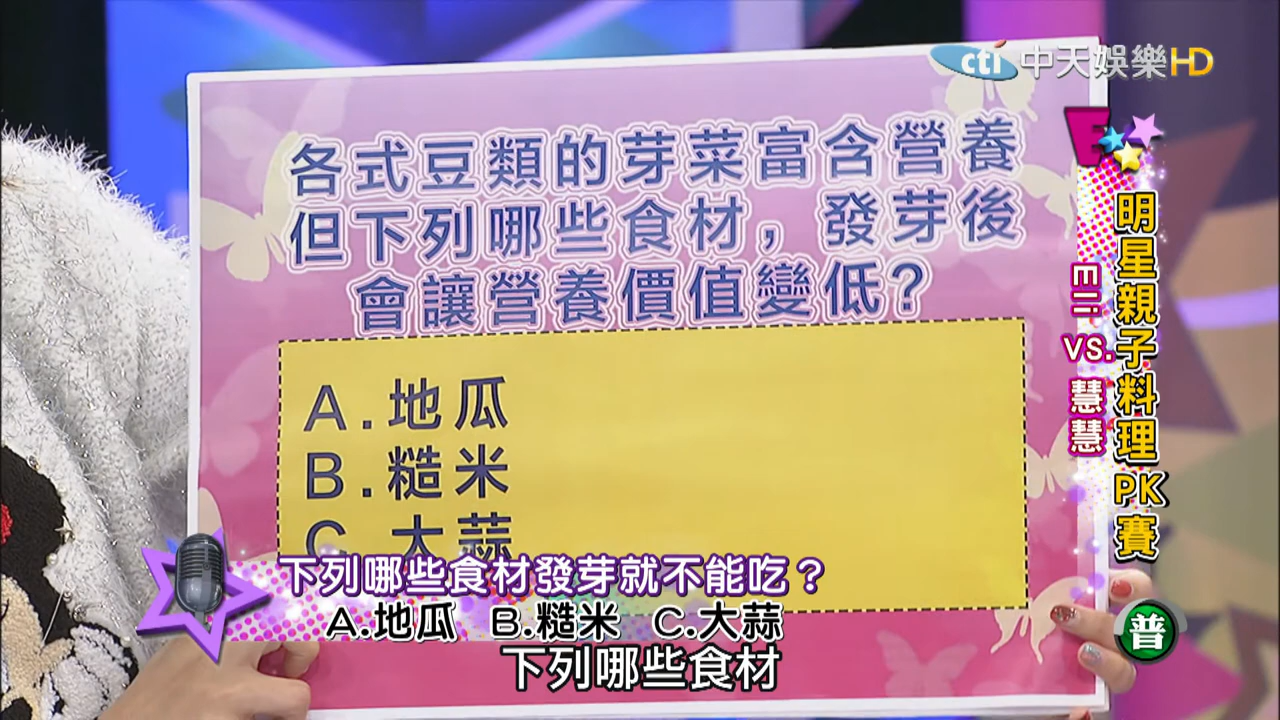 cti 中天娛樂HD
各式豆類的芽菜富含營養
但下列哪些食材，發芽後
會讓營養價值變低？
A.地瓜
B.糙米
C.大蒜
明星親子料理PK賽
Emi vs. 慧慧
下列哪些食材發芽就不能吃？
A.地瓜 B.糙米 C.大蒜
下列哪些食材
普